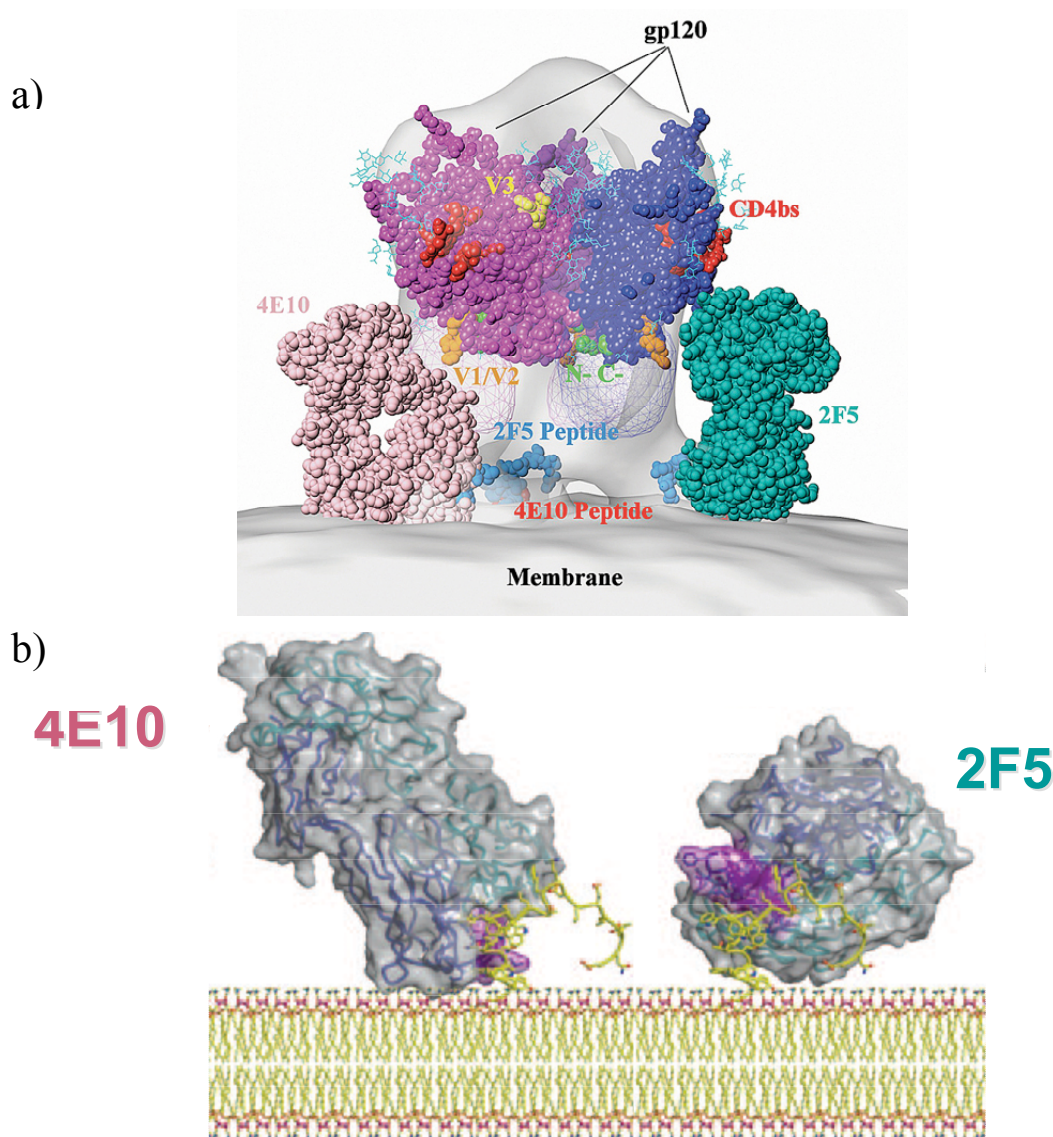 a)
gp120
V3
CD4bs
4E10
V1/V2
N- C-
2F5
2F5 Peptide
4E10 Peptide
Membrane
b)
4E10
2F5